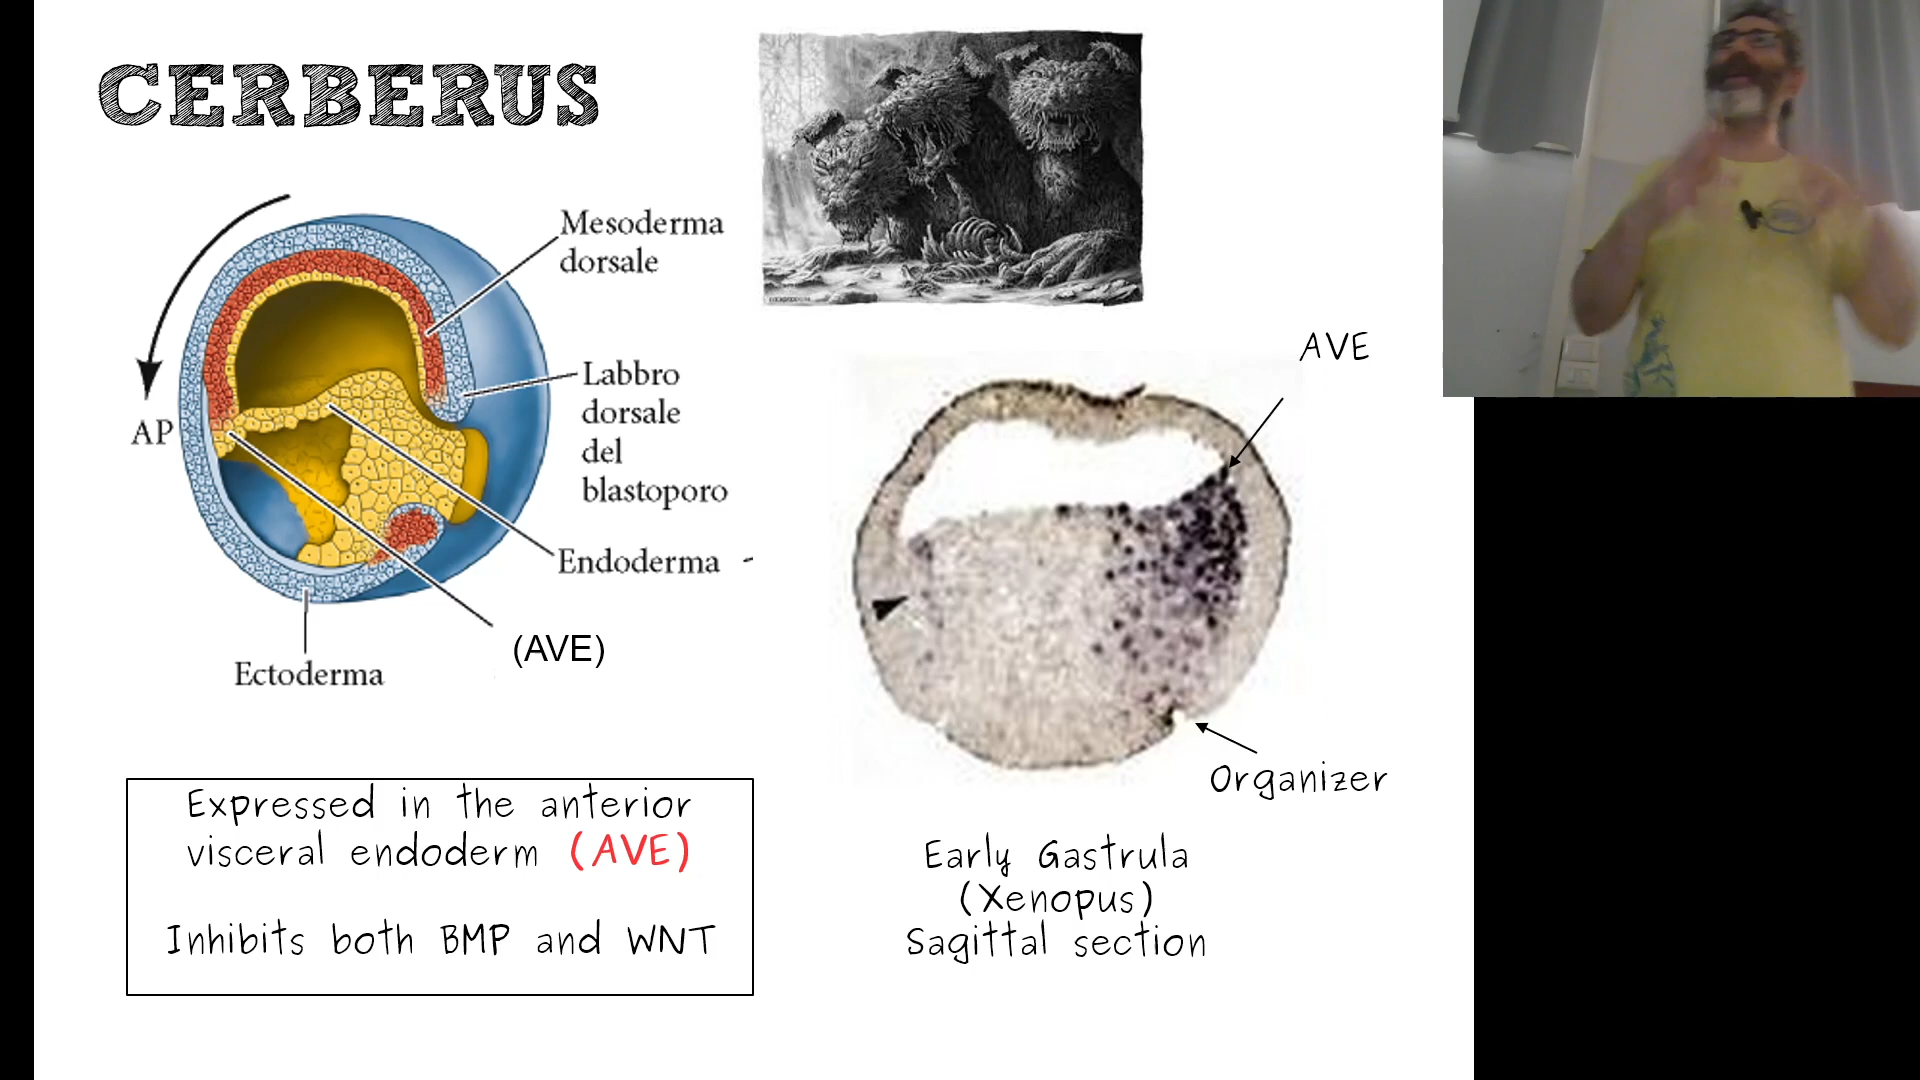 CERBERUS
Mesoderma
dorsale
Labbro
dorsale
del
blastoporo
AP
Endoderma
(AVE)
Ectoderma
Expressed in the anterior
visceral endoderm (AVE)
Inhibits both BMP and WNT
AVE
Organizer
Early Gastrula
(Xenopus)
Sagittal section